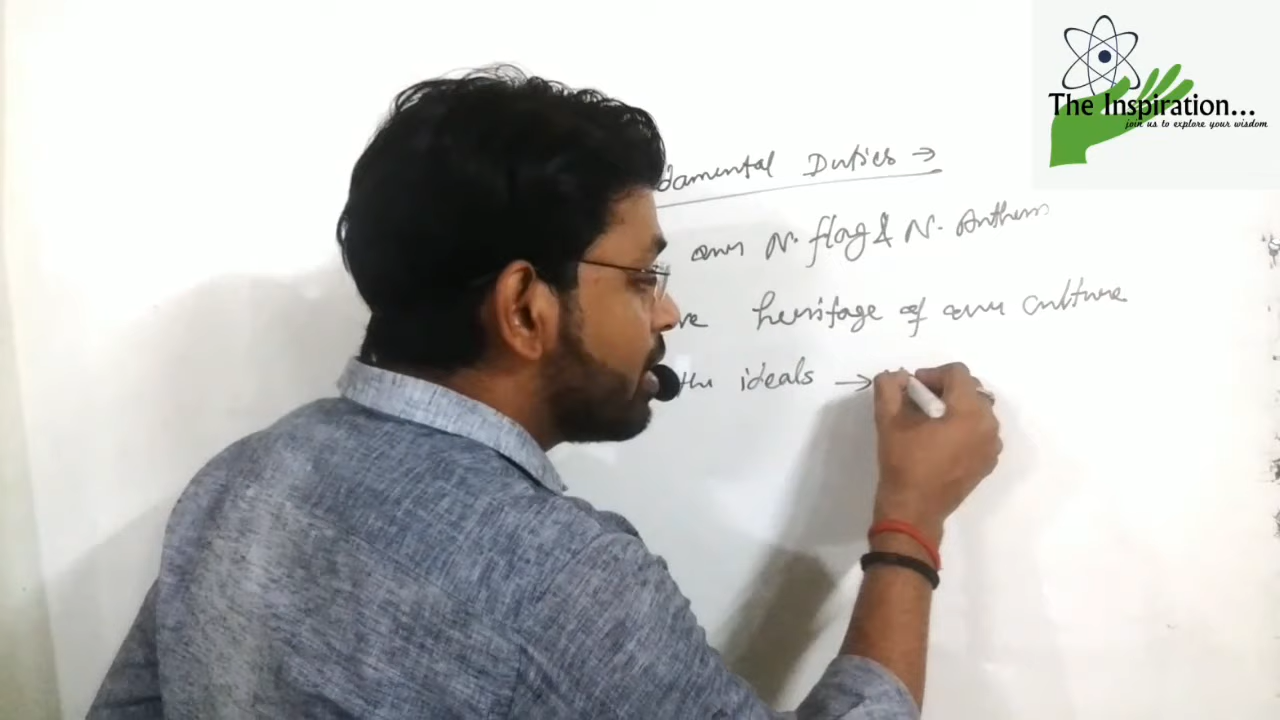 The Inspiration...
join us to explore your wisdom
damental Duties →
our N. flag & N. Anthem
ve heritage of our culture
the ideals →